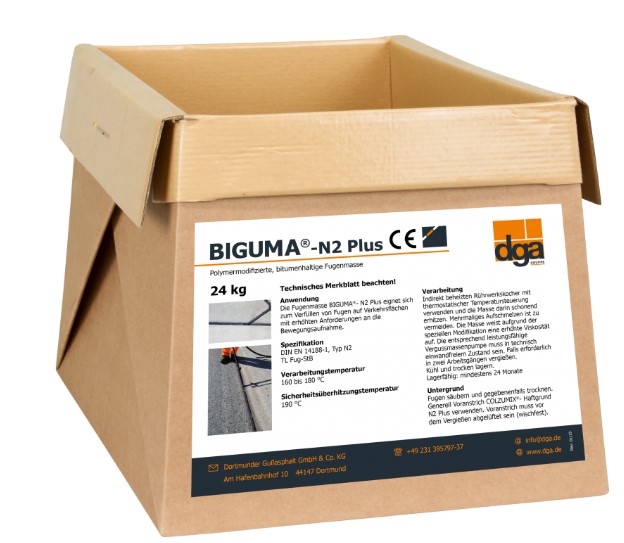 BIGUMA®-N2 Plus CE
dga
GRUPPE
Polymermodifizierte, bitumenhaltige Fugenmasse
24 kg
Technisches Merkblatt beachten!
Anwendung
Die Fugenmasse BIGUMA®- N2 Plus eignet sich
zum Verfüllen von Fugen auf Verkehrsflächen
mit erhöhten Anforderungen an die
Bewegungsaufnahme.
Spezifikation
DIN EN 14188-1, Typ N2
TL Fug-StB
Verarbeitungstemperatur
160 bis 180 °C
Sicherheitsüberhitzungstemperatur
190 °C
Verarbeitung
Indirekt beheizten Rührwerkskocher mit
thermostatischer Temperatursteuerung
verwenden und die Masse darin schonend
erhitzen. Mehrmaliges Aufschmelzen ist zu
vermeiden. Die Masse weist aufgrund der
speziellen Modifikation eine erhöhte Viskosität
auf. Die entsprechend leistungsfähige
Vergussmassenpumpe muss in technisch
einwandfreiem Zustand sein. Falls erforderlich
in zwei Arbeitsgängen vergießen.
Kühl und trocken lagern.
Lagerfähig: mindestens 24 Monate
Untergrund
Fugen säubern und gegebenenfalls trocknen.
Generell Voranstrich COLZUMIX®- Haftgrund
N2 Plus verwenden. Voranstrich muss vor
dem Vergießen abgelüftet sein (wischfest).
Dortmunder Gußasphalt GmbH & Co. KG
Am Hafenbahnhof 10 44147 Dortmund
+49 231 395797-37
info@dga.de
www.dga.de